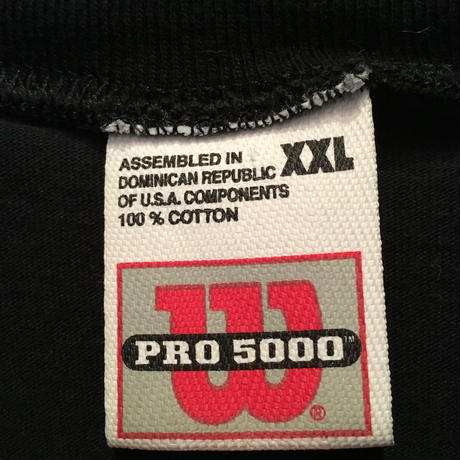 ASSEMBLED IN XXL
DOMINICAN REPUBLIC
OF U.S.A. COMPONENTS
100 % COTTON
W
PRO 5000™
®